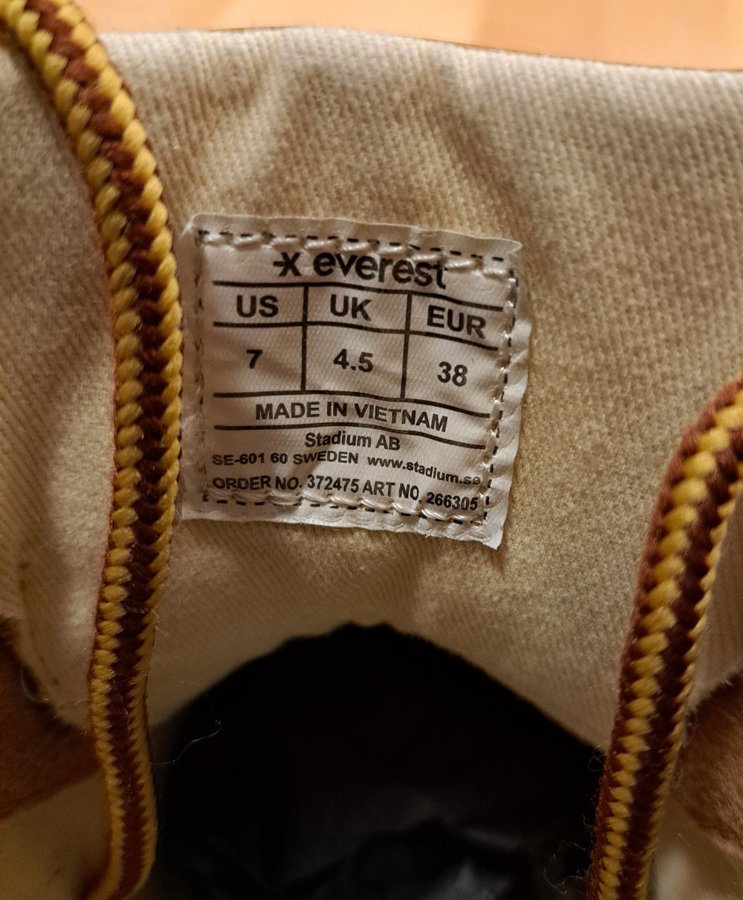 everest
US UK EUR
7 4.5 38
MADE IN VIETNAM
Stadium AB
SE-601 60 SWEDEN www.stadium.se
ORDER NO. 372475 ART NO. 266305